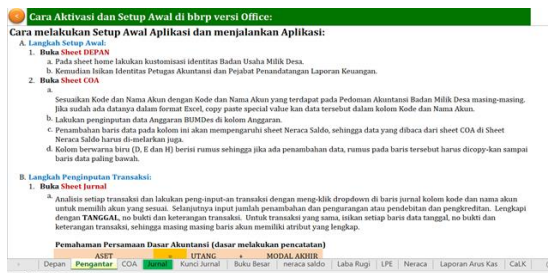 Cara Aktivasi dan Setup Awal di bbrp versi Office:
Cara melakukan Setup Awal Aplikasi dan menjalankan Aplikasi:
A. Langkah Setup Awal:
1. Buka Sheet DEPAN
a. Pada sheet home lakukan kustomisasi identitas Badan Usaha Milik Desa.
b. Kemudian Isikan Identitas Petugas Akuntansi dan Pejabat Penandatangan Laporan Keuangan.
2. Buka Sheet COA
a.
Sesuaikan Kode dan Nama Akun dengan Kode dan Nama Akun yang terdapat pada Pedoman Akuntansi Badan Milik Desa masing-masing.
Jika sudah ada datanya dalam format Excel, copy paste special value kan data tersebut dalam kolom Kode dan Nama Akun.
b. Lakukan penginputan data Anggaran BUMDes di kolom Anggaran.
c. Penambahan baris data pada kolom ini akan mempengaruhi sheet Neraca Saldo, sehingga data yang dibaca dari sheet COA di Sheet
Neraca Saldo harus di-melarkan juga.
d. Kolom berwarna biru (D, E dan H) berisi rumus sehingga jika ada penambahan data, rumus pada baris tersebut harus dicopy-kan sampai
baris data paling bawah.
B. Langkah Penginputan Transaksi:
1. Buka Sheet Jurnal
a. Analisis setiap transaksi dan lakukan peng-input-an transaksi dengan meng-klik dropdown di baris jurnal kolom kode dan nama akun
untuk memilih akun yang sesuai. Selanjutnya input jumlah penambahan dan pengurangan atau pendebitan dan pengkreditan. Lengkapi
dengan TANGGAL, no bukti dan keterangan transaksi. Untuk transaksi yang sama, isikan setiap baris data tanggal, no bukti dan
keterangan transaksi, sehingga masing masing baris akun memiliki atribut yang lengkap.
Pemahaman Persamaan Dasar Akuntansi (dasar melakukan pencatatan)
ASET = UTANG + MODAL AKHIR
Depan Pengantar COA Jurnal Kunci Jurnal Buku Besar neraca saldo Laba Rugi LPE Neraca Laporan Arus Kas CaLK